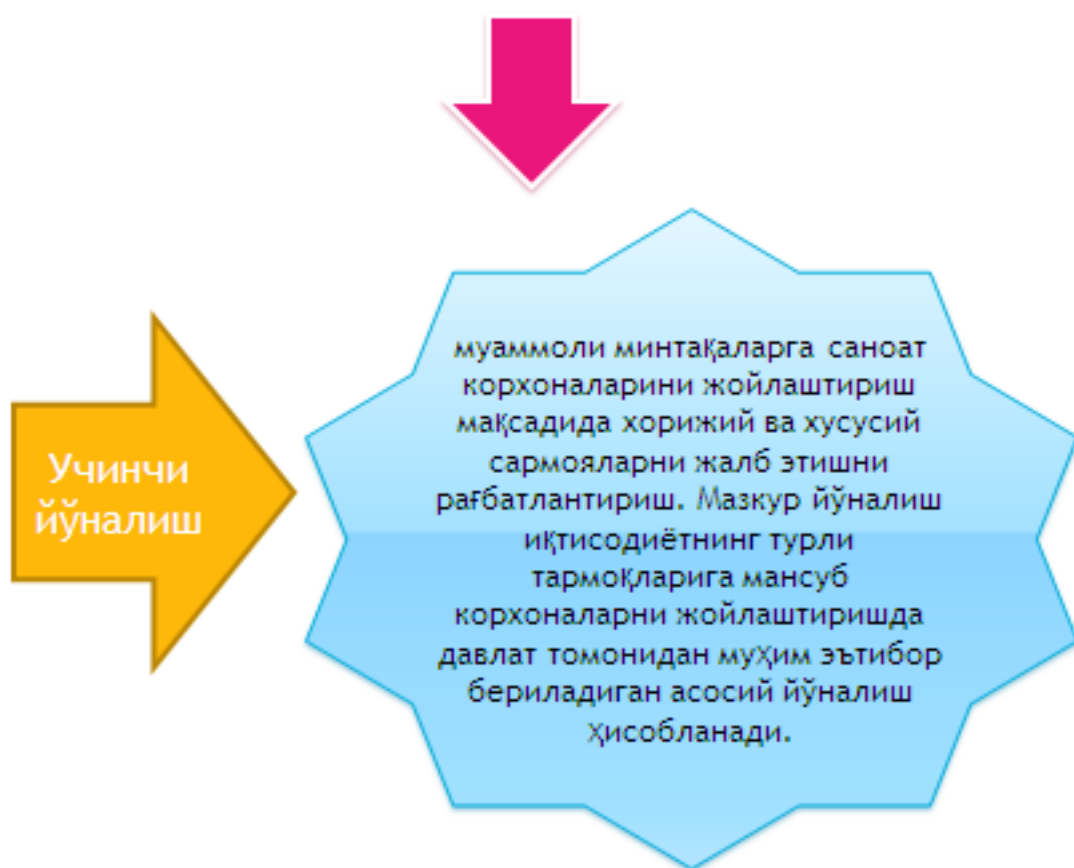 Учинчи
йўналиш
муаммоли минтақаларга саноат
корхоналарини жойлаштириш
мақсадида хорижий ва хусусий
сармояларни жалб этишни
рағбатлантириш. Мазкур йўналиш
иқтисодиётнинг турли
тармоқларига мансуб
корхоналарни жойлаштиришда
давлат томонидан муҳим эътибор
бериладиган асосий йўналиш
ҳисобланади.